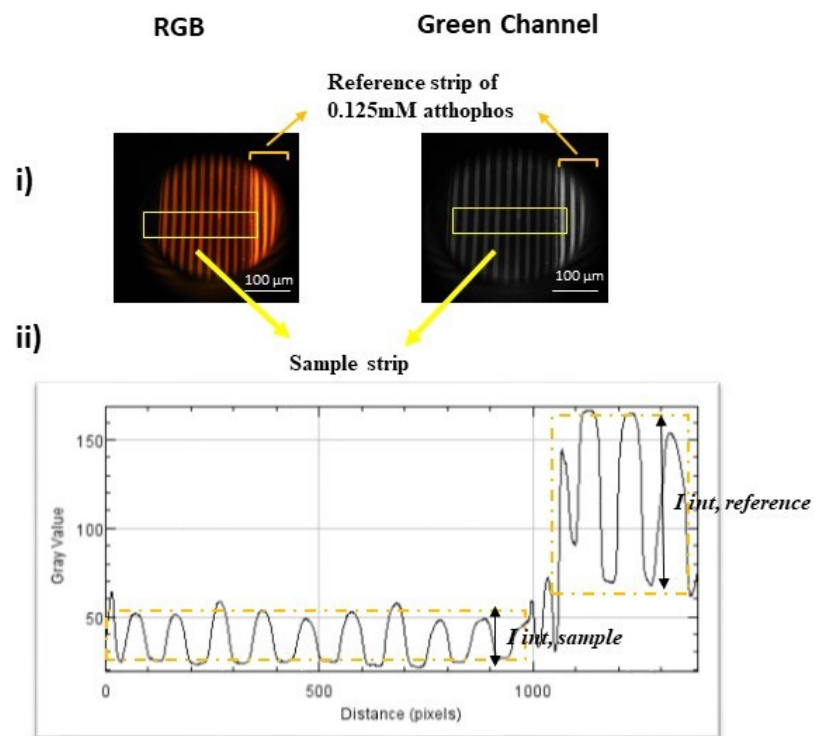 RGB
Green Channel
Reference strip of
0.125mM atthophos
i)
100 µm
100 µm
ii)
Sample strip
150
100
50
Gray Value
I int, reference
I int, sample
0
500
1000
Distance (pixels)